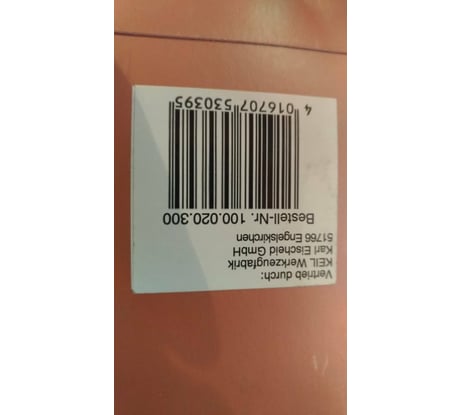 Vertrieb durch:
KEIL Werkzeugfabrik
Karl Eischeid GmbH
51766 Engelskirchen
Bestell-Nr. 100.020.300
4 016707 530395